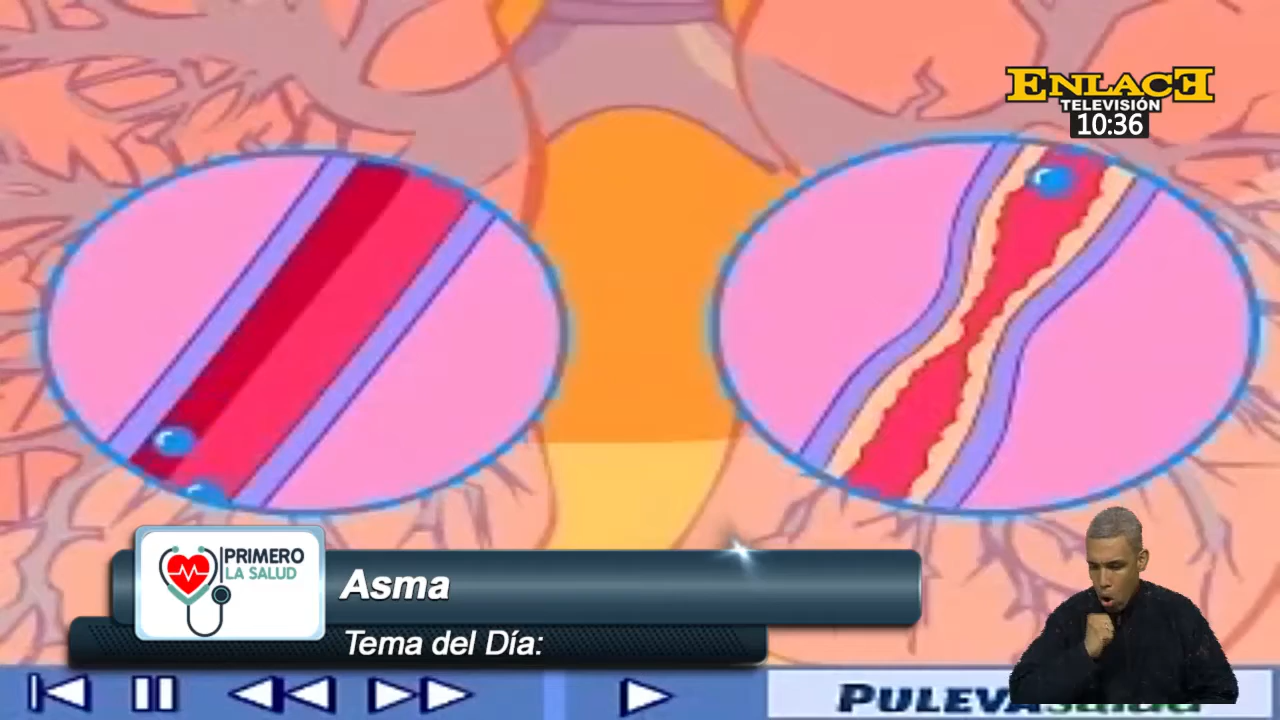 ENLACE
TELEVISIÓN
10:36
PRIMERO
LA SALUD
Asma
Tema del Día:
PULEVAsalud